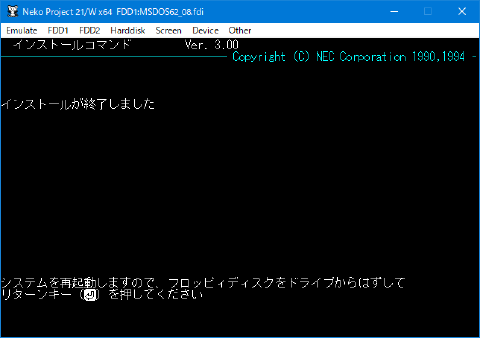 Neko Project 21/W x64 FDD1:MSDOS62_08.fdi
Emulate FDD1 FDD2 Harddisk Screen Device Other
インストールコマンド Ver. 3.00
Copyright (C) NEC Corporation 1990,1994
インストールが終了しました
システムを再起動しますので、フロッピィディスクをドライブからはずして
リターンキー（⏎）を押してください